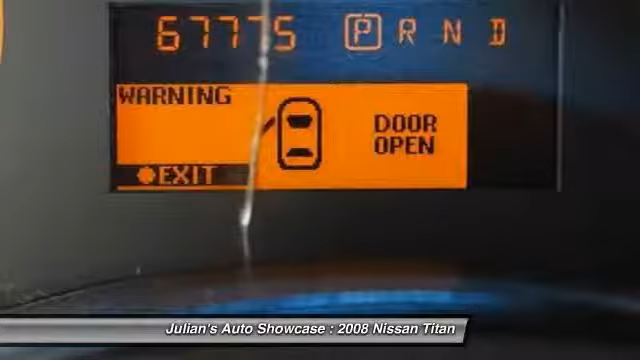 67775 P R N D
WARNING
DOOR
OPEN
EXIT
Julian's Auto Showcase : 2008 Nissan Titan